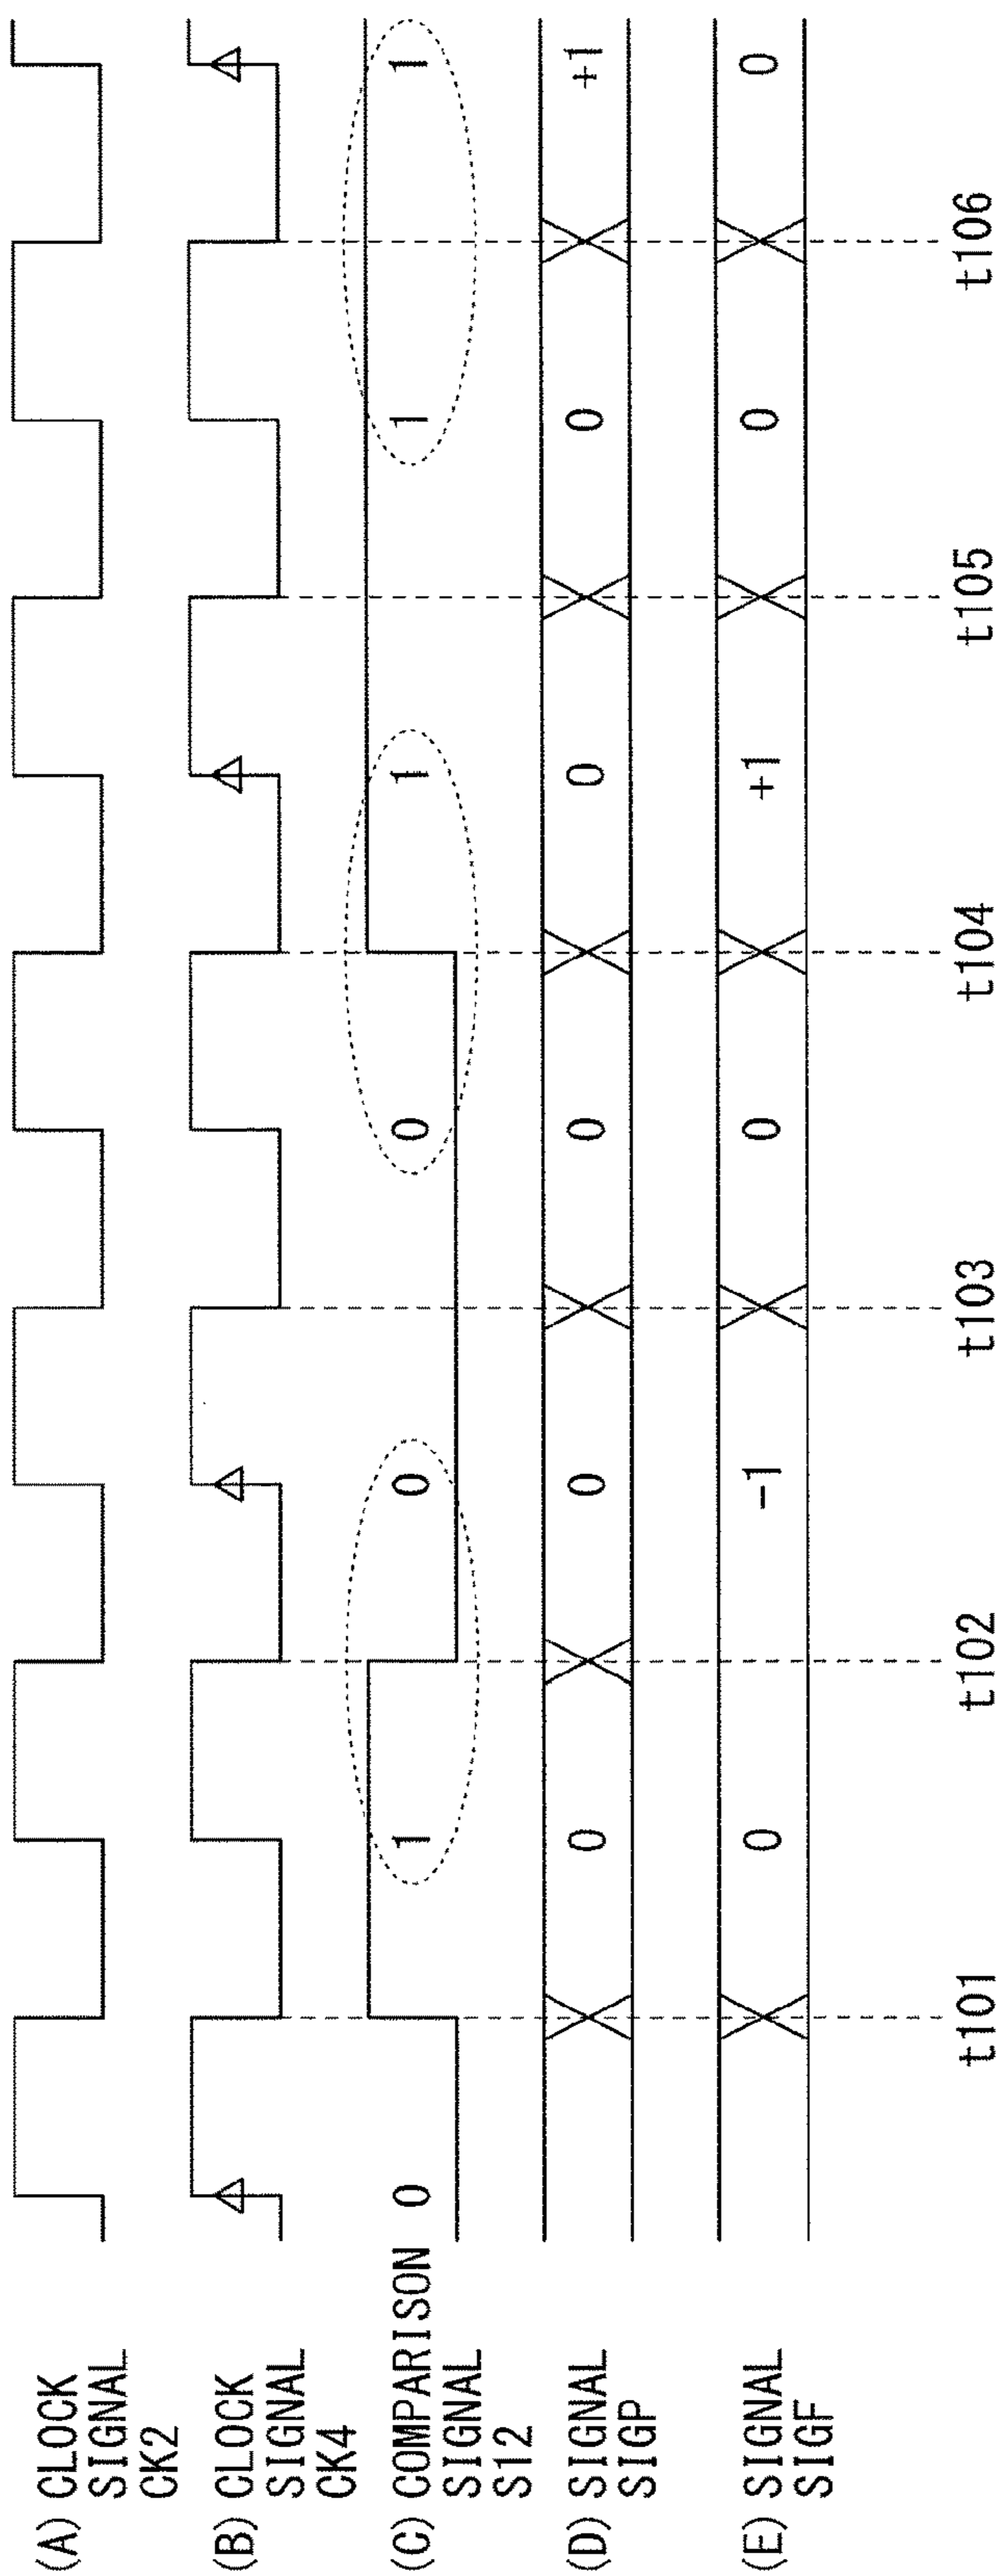 (A) CLOCK
SIGNAL
CK2
(B) CLOCK
SIGNAL
CK4
(C) COMPARISON 0 1 0 0 1 1 1
SIGNAL
S12
(D) SIGNAL 0 0 0 0 0 +1
SIGP
(E) SIGNAL 0 -1 0 +1 0 0
SIGF
t101 t102 t103 t104 t105 t106